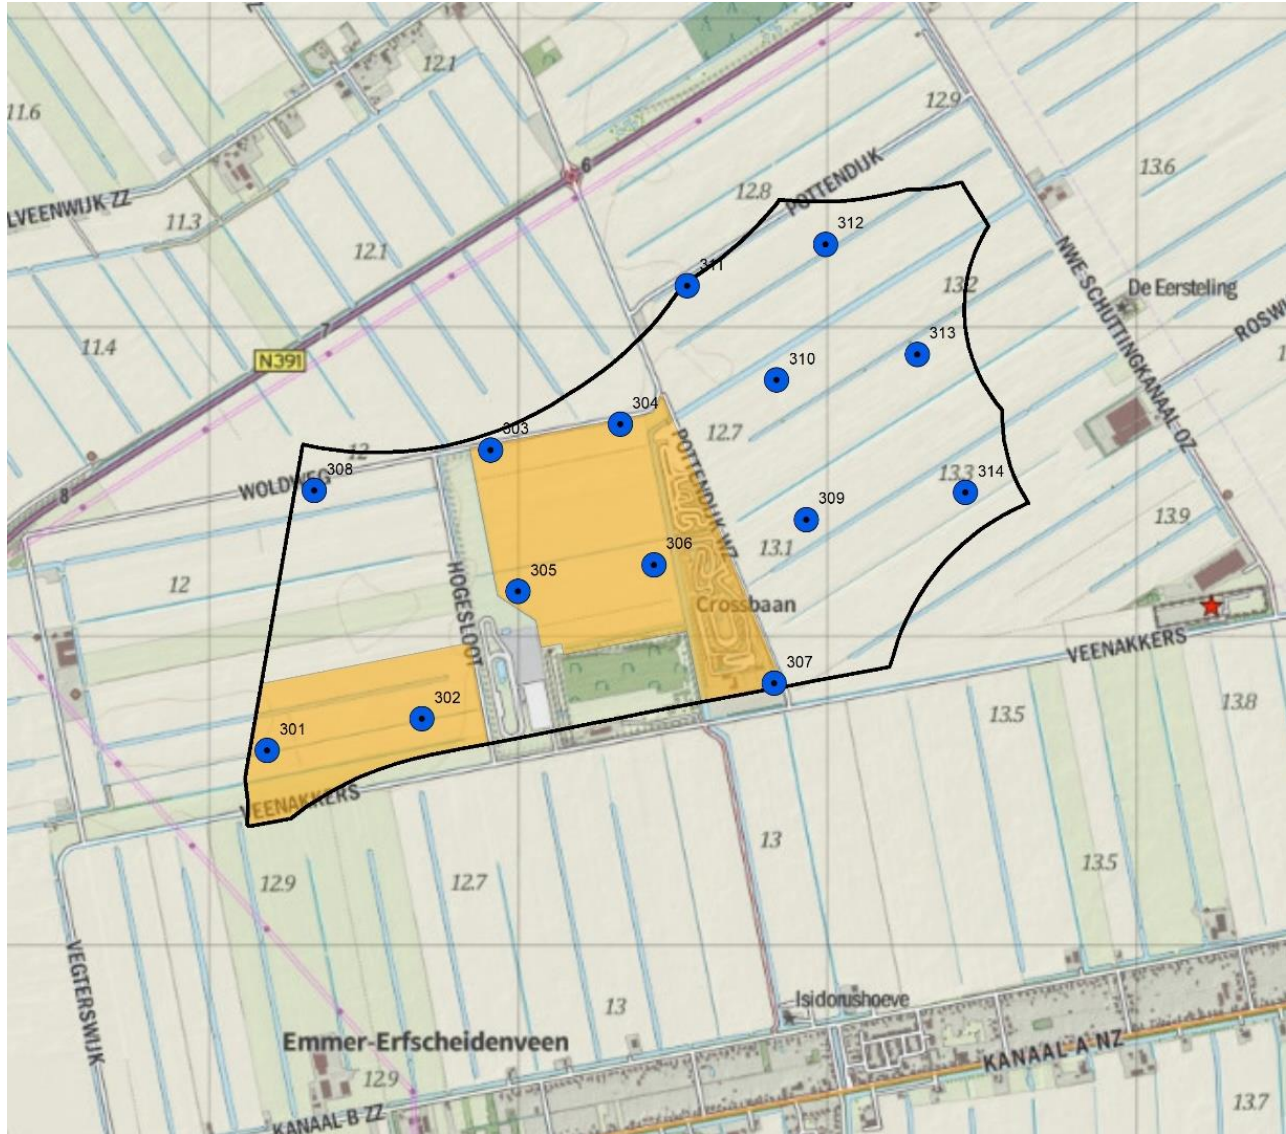 12.1
11.6
12.9
6
13.6
POTTENDIJK
12.8
LVEENWIJK ZZ
11.3
312
12.1
NWE SCHUTTINGKANAAL OZ
311
13.2
De Eersteling
7
11.4
N391
313
310
304
303
12.7
12
POTTENDIJK WZ
308
WOLDWEG
13.3
314
8
309
13.9
13.1
306
12
HOGESLOOT
305
Crossbaan
VEENAKKERS
307
302
13.8
13.5
301
VEENAKKERS
13
13.5
12.9
12.7
VEGTERSWIJK
Isidorushoeve
13
Emmer-Erfscheidenveen
KANAAL A NZ
12.9
13.7
KANAAL B ZZ